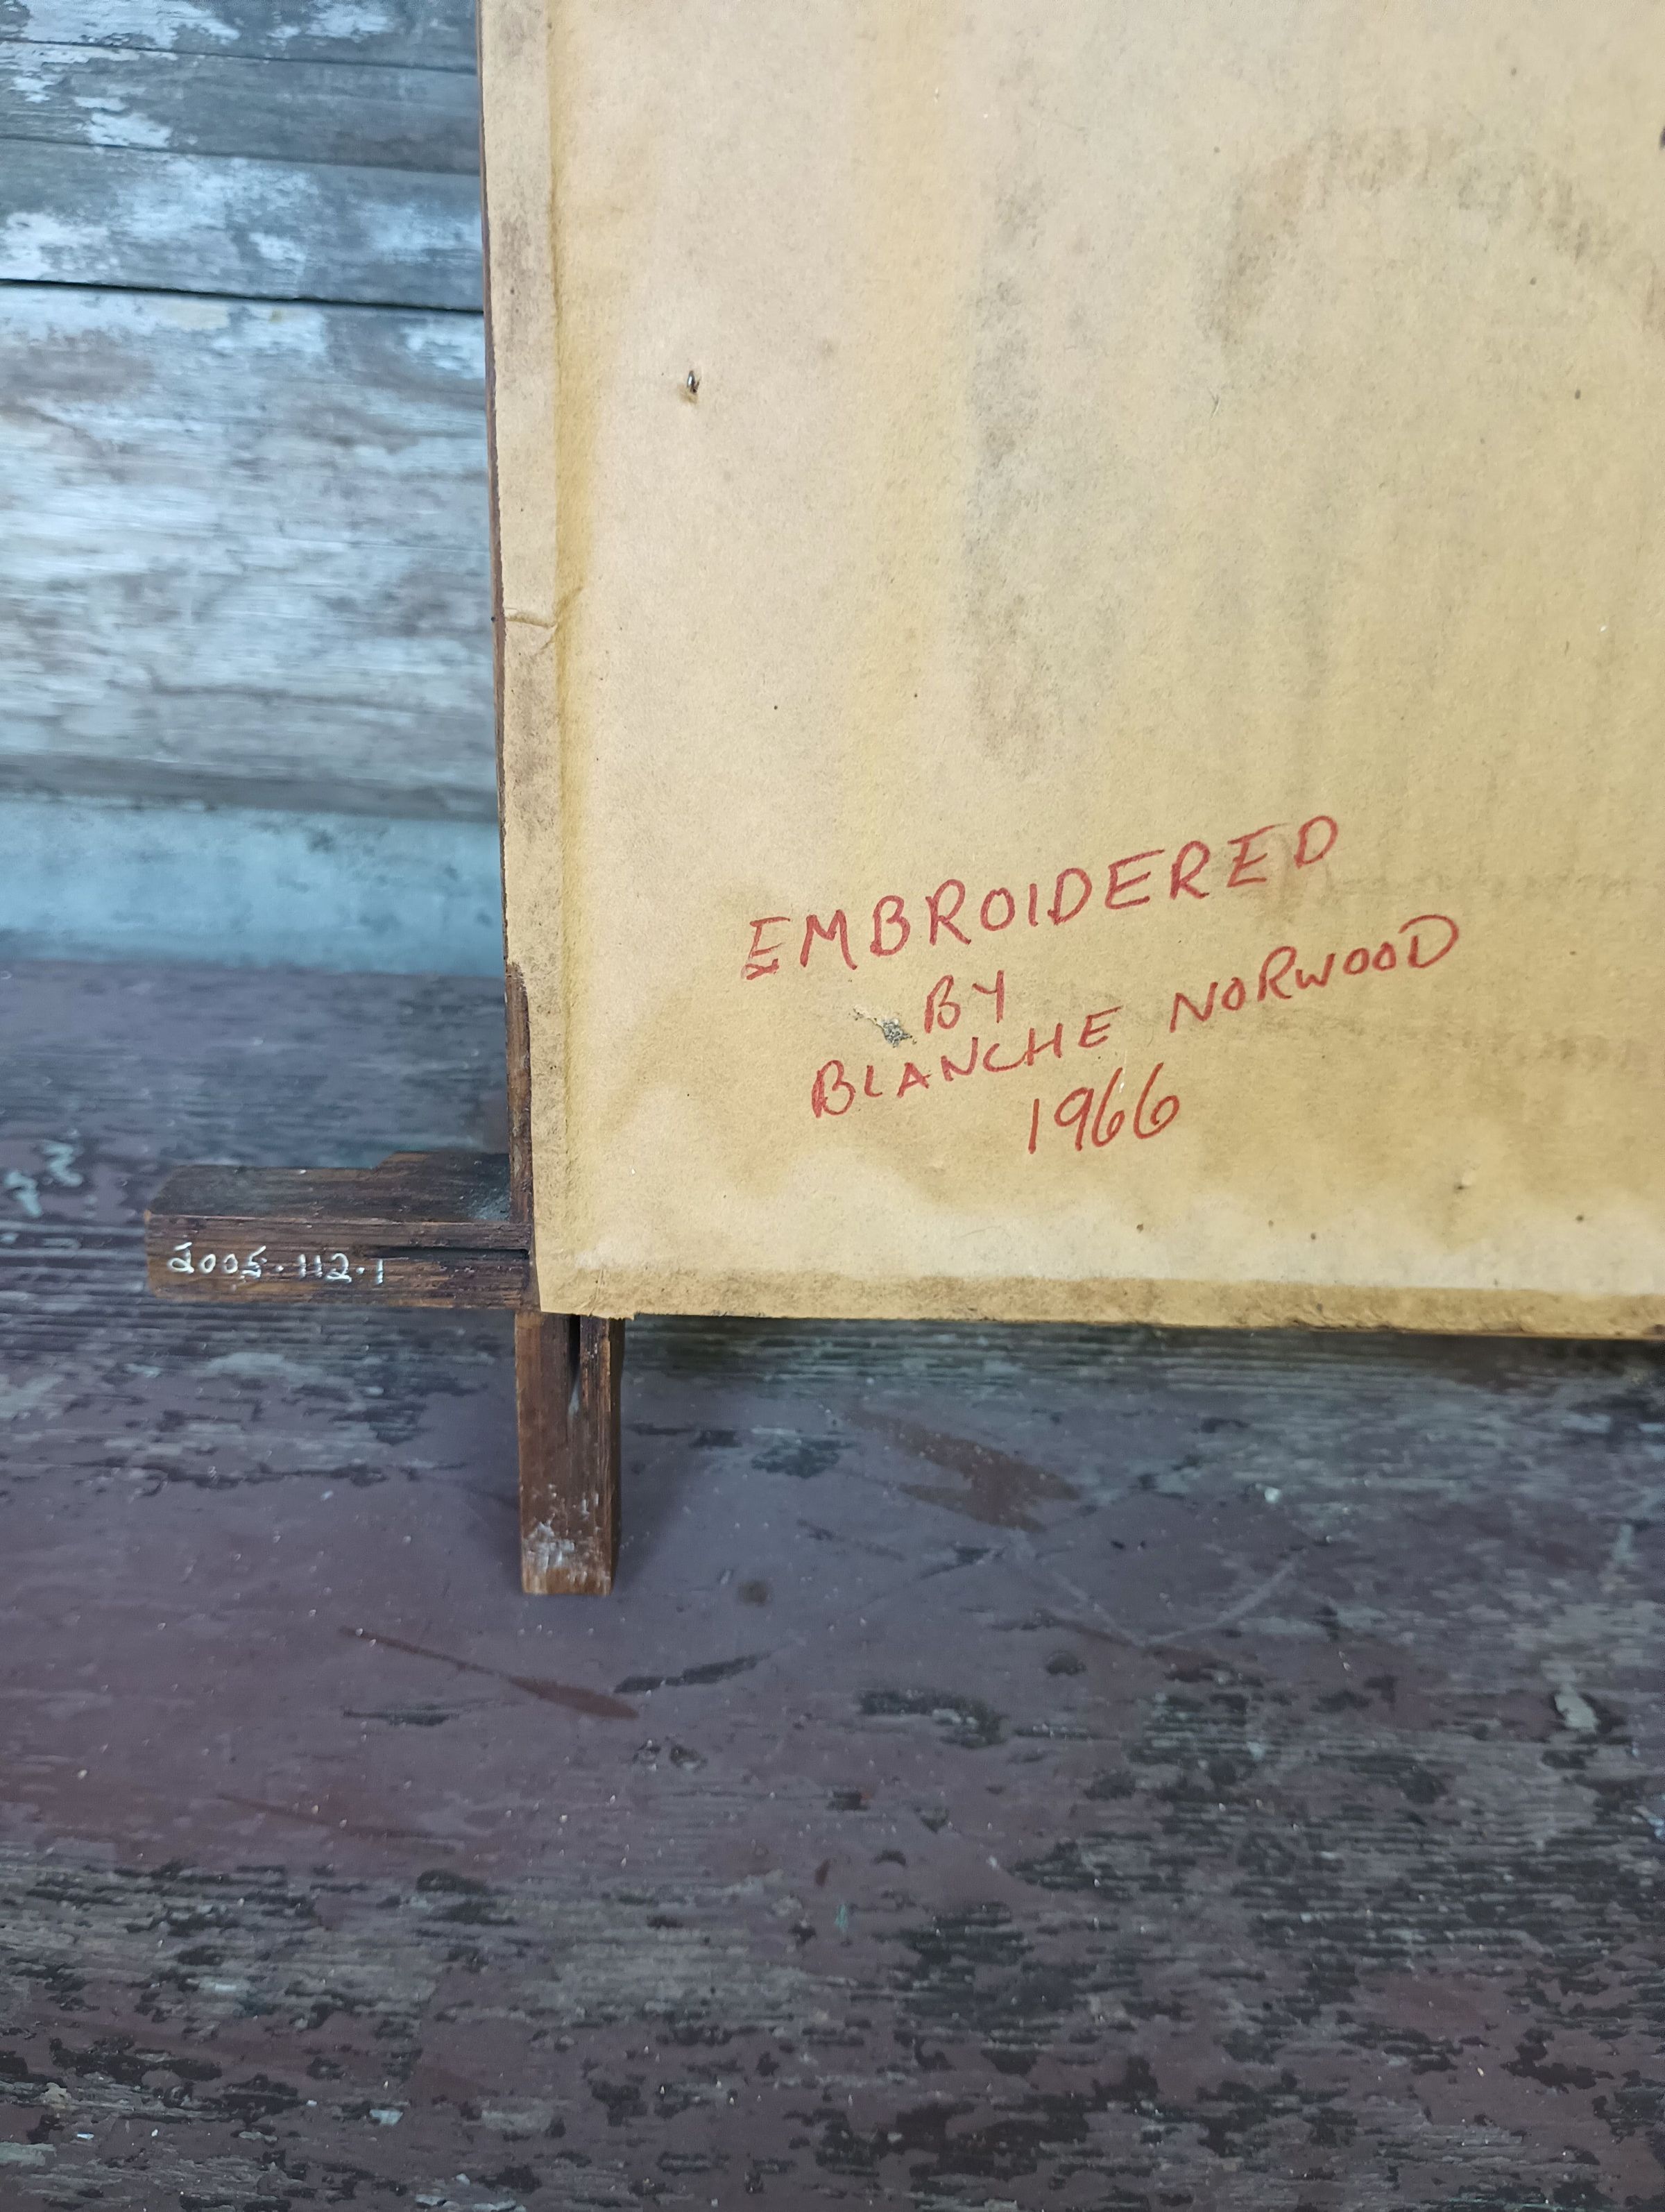 EMBROIDERED
BY
BLANCHE NORWOOD
1966
2005.112.1